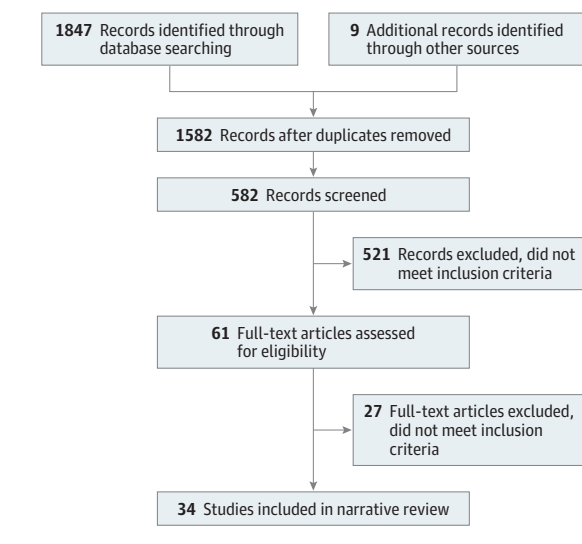 1847 Records identified through
database searching
9 Additional records identified
through other sources
1582 Records after duplicates removed
582 Records screened
521 Records excluded, did not
meet inclusion criteria
61 Full-text articles assessed
for eligibility
27 Full-text articles excluded,
did not meet inclusion
criteria
34 Studies included in narrative review